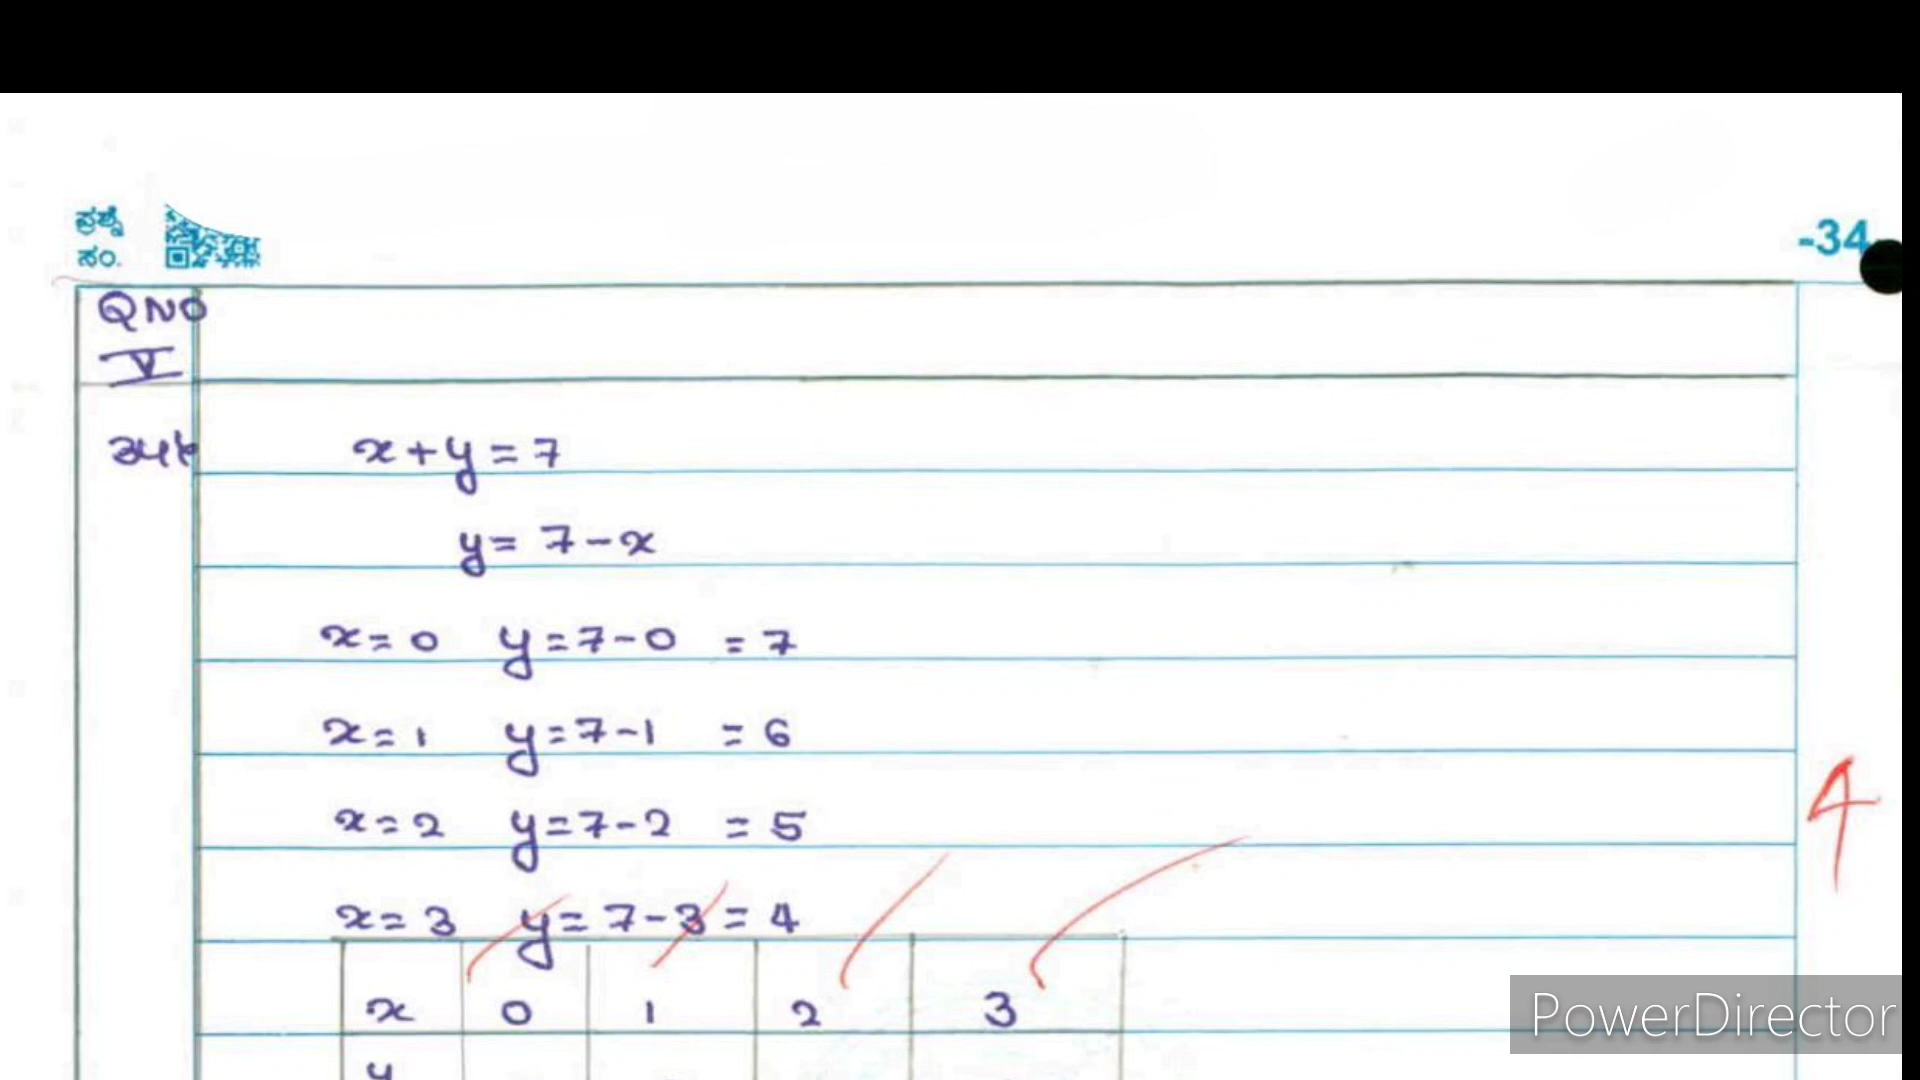 ಪ್ರಶ್ನೆ
ಸಂ.
-34
QNO
V
34
x+y=7
y= 7-x
x=0 y=7-0 =7
x=1 y=7-1 =6
x=2 y=7-2 =5
x=3 y=7-3=4
4
x 0 1 2 3
y
PowerDirector